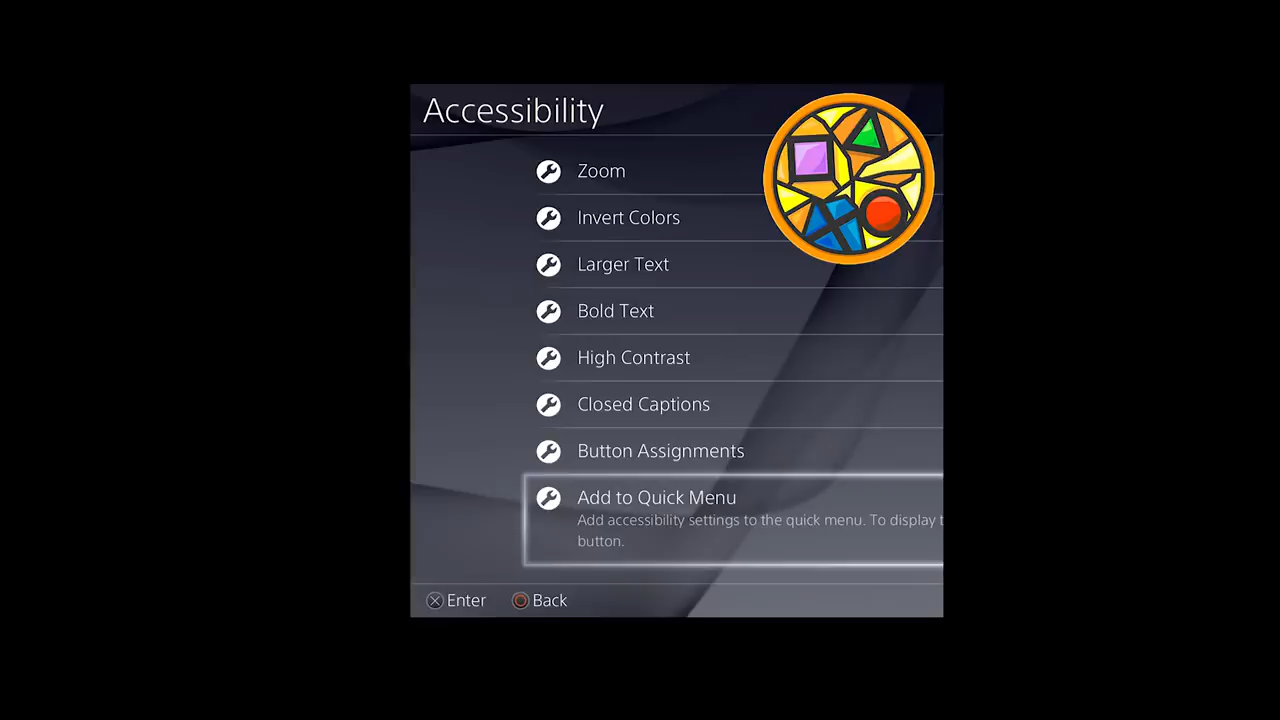 Accessibility
Zoom
Invert Colors
Larger Text
Bold Text
High Contrast
Closed Captions
Button Assignments
Add to Quick Menu
Add accessibility settings to the quick menu. To display
button.
Enter Back